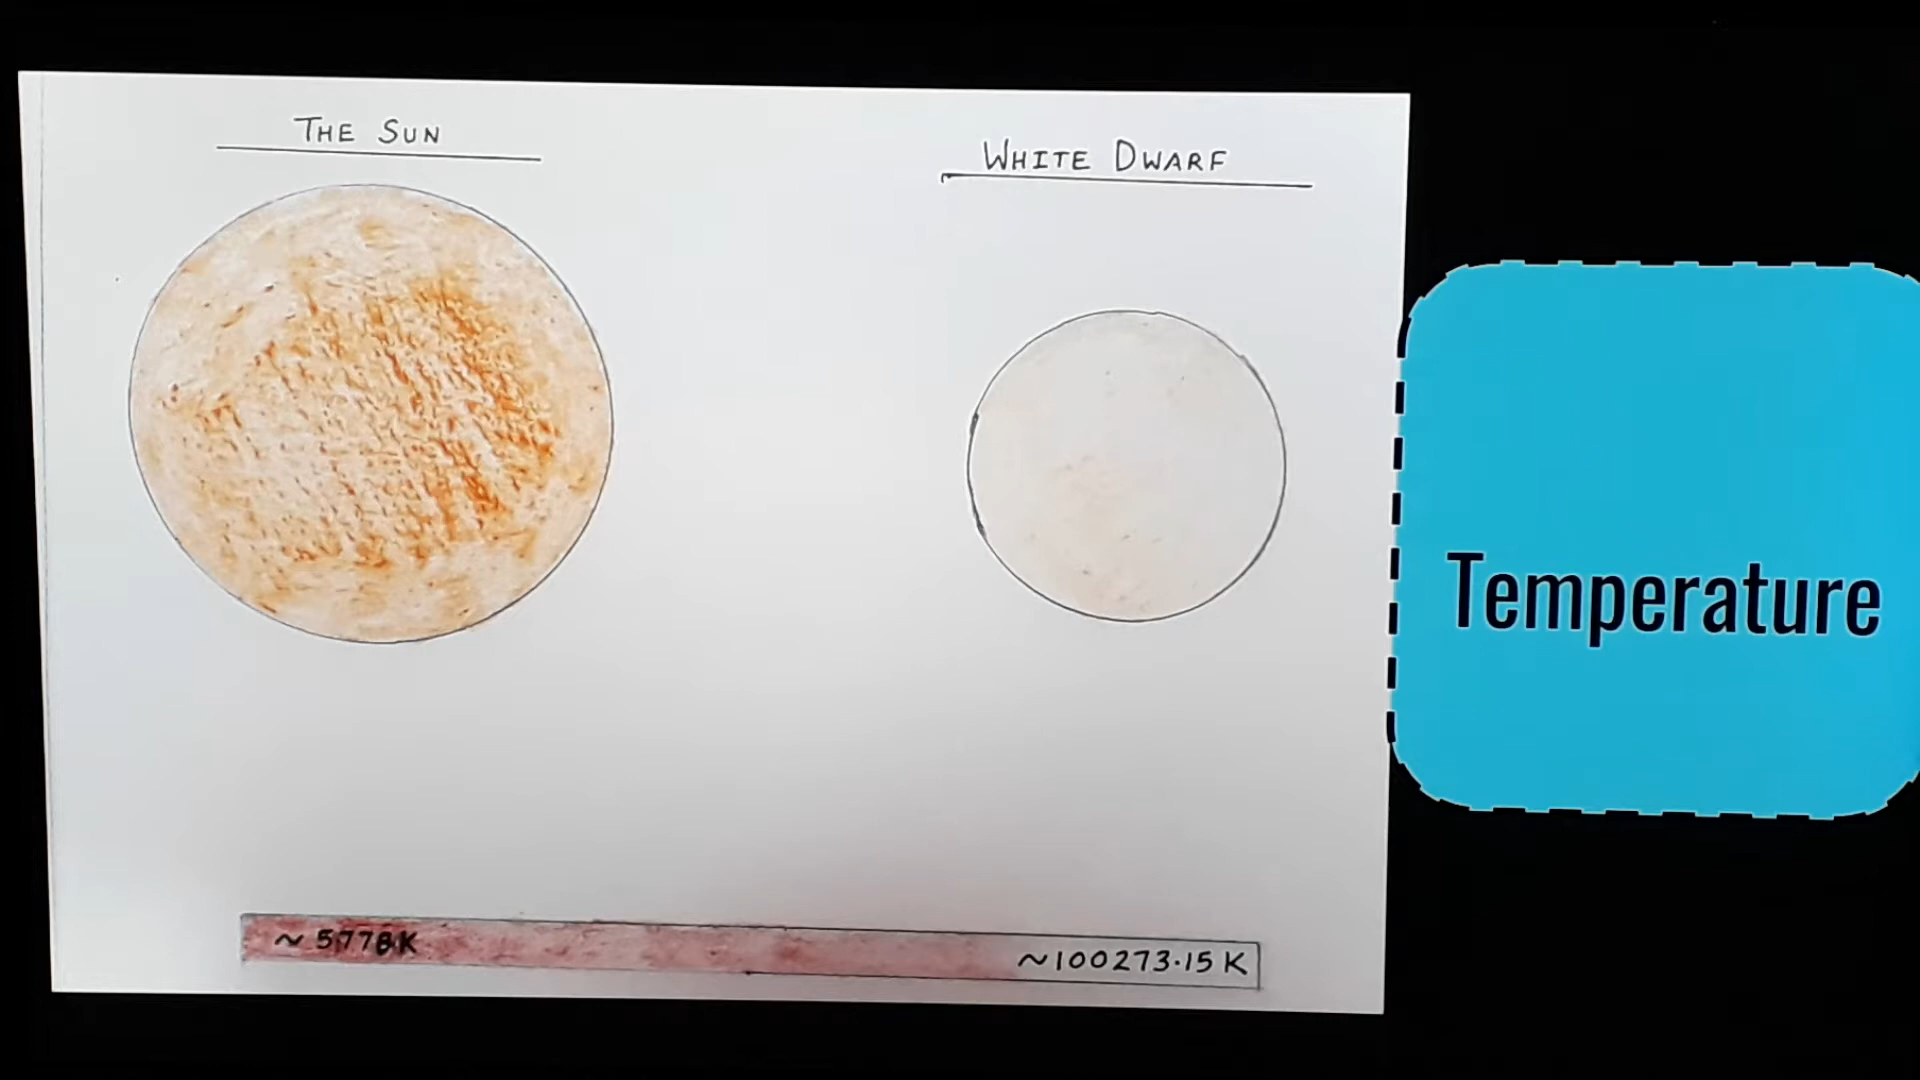 THE SUN
WHITE DWARF
Temperature
~ 5778K
~100273.15 K